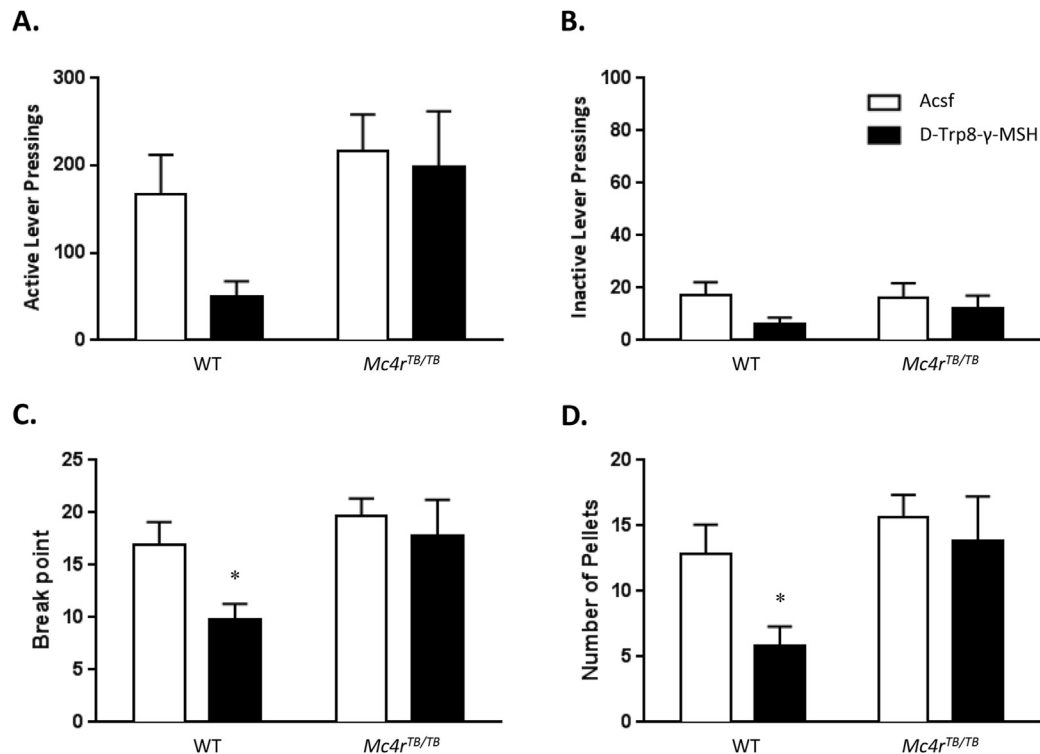 A.
300
200
100
0
Active Lever Pressings
WT
Mc4rTB/TB
B.
100
80
60
40
20
0
Inactive Lever Pressings
Acsf
D-Trp8-γ-MSH
WT
Mc4rTB/TB
C.
25
20
15
10
5
0
Break point
*
WT
Mc4rTB/TB
D.
20
15
10
5
0
Number of Pellets
*
WT
Mc4rTB/TB